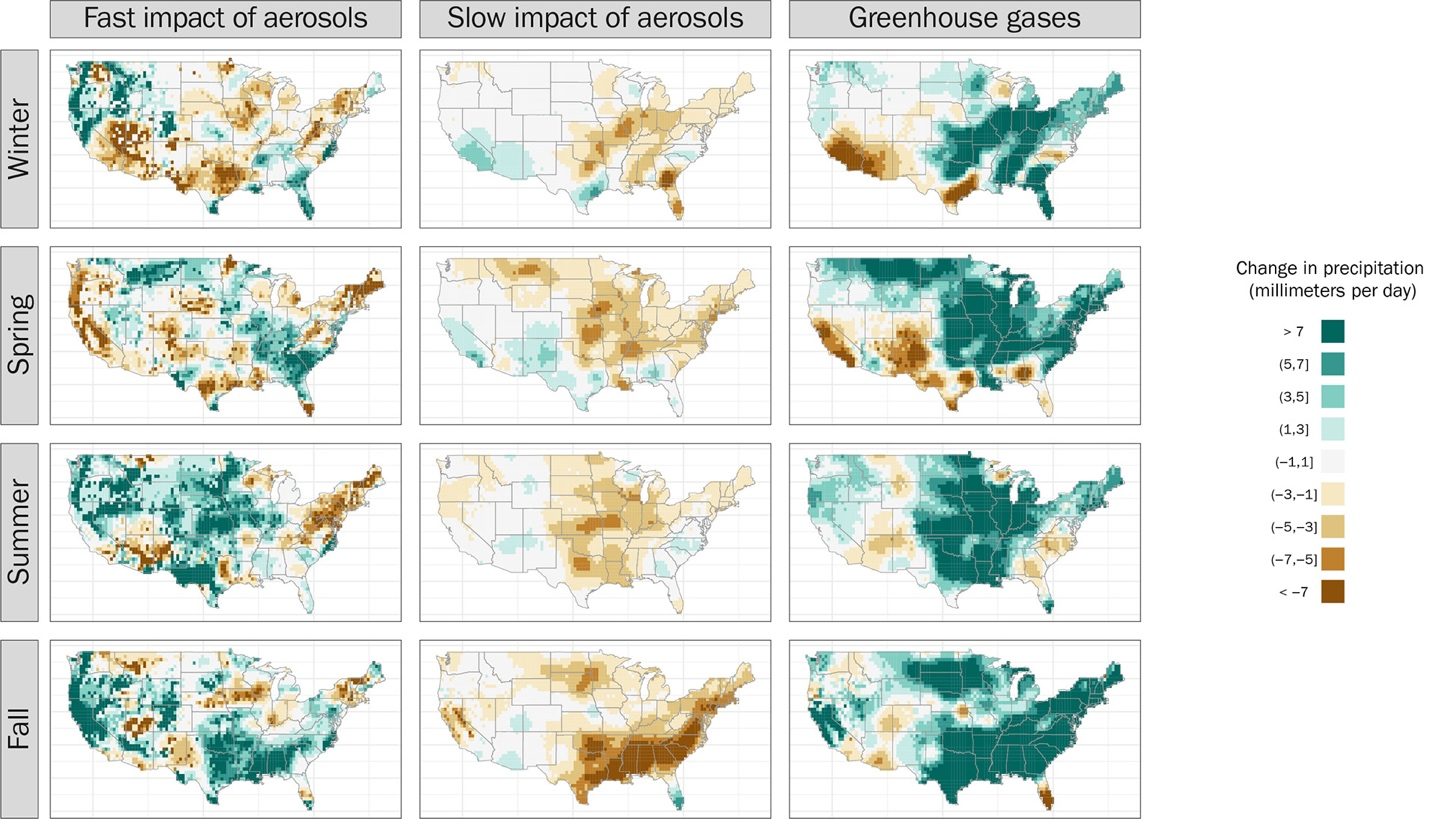 Fast impact of aerosols
Slow impact of aerosols
Greenhouse gases
Winter
Spring
Summer
Fall
Change in precipitation
(millimeters per day)
> 7
(5,7]
(3,5]
(1,3]
(−1,1]
(−3,−1]
(−5,−3]
(−7,−5]
< −7